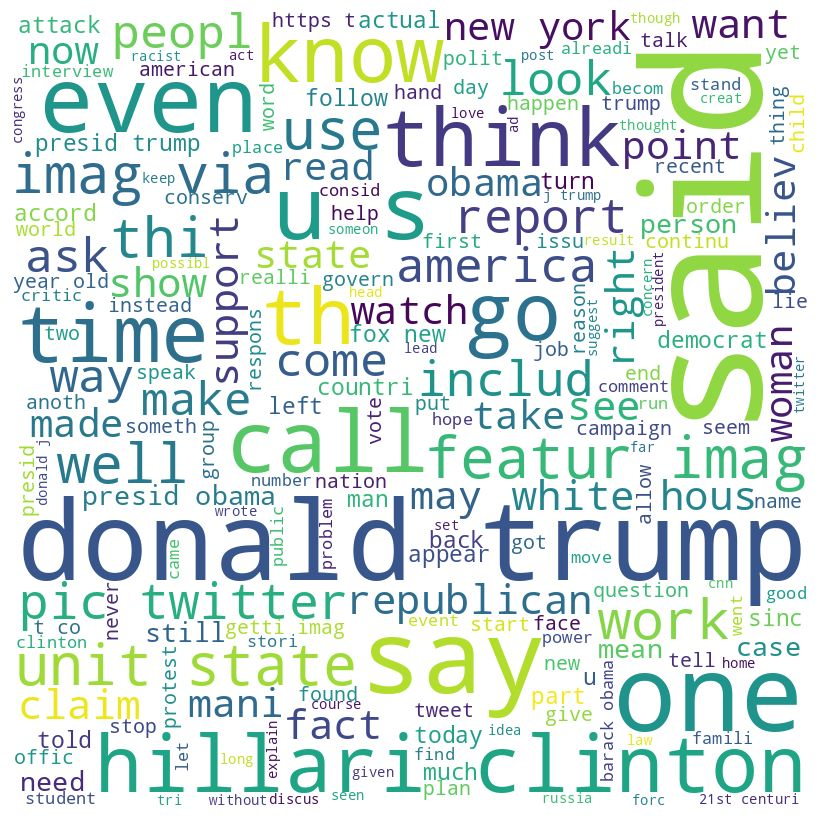 attack
peopl
https t
actual
new york
want
though
racist
act
post
alreadi
talk
yet
now
interview
american
know
polit
day
becom
look
stand
creat
said
thing
child
congress
even
word
follow
hand
happen
trump
presid trump
place
use
love
ad
think
thought
point
imag via
keep
conserv
read
consid
obama
turn
recent
believ
accord
world
thi
u s
help
someon
j trump
report
order
person
continu
ask
show
support
state
first
issu
result
year old
possibl
realli
govern
america
right
reason
suggest
concern
president
critic
instead
th
head
go
lie
time
two
respons
fox new
watch
lead
job
democrat
woman
twitter
way
speak
come
countri
includ
end
run
comment
make
anoth
left
put
take
see
seem
made
someth
group
vote
hope
campaign
far
call
well
featur imag
number
nation
presid
donald j
presid obama
man
may
white hous
allow
name
wrote
public
problem
set
back
got
appear
move
donald trump
came
cnn
good
pic twitter
republican
question
work
went
sinc
never
t co
still
getti imag
event
start
face
clinton
stori
say
power
new
u
mean
tell
home
case
unit state
protest
found
course
part
one
claim
mani
fact
tweet
give
told
stop
today
idea
barack obama
law
famili
offic
let
long
explain
find
hillari clinton
need
given
much
plan
student
tri
without
discus
seen
russia
forc
21st centuri